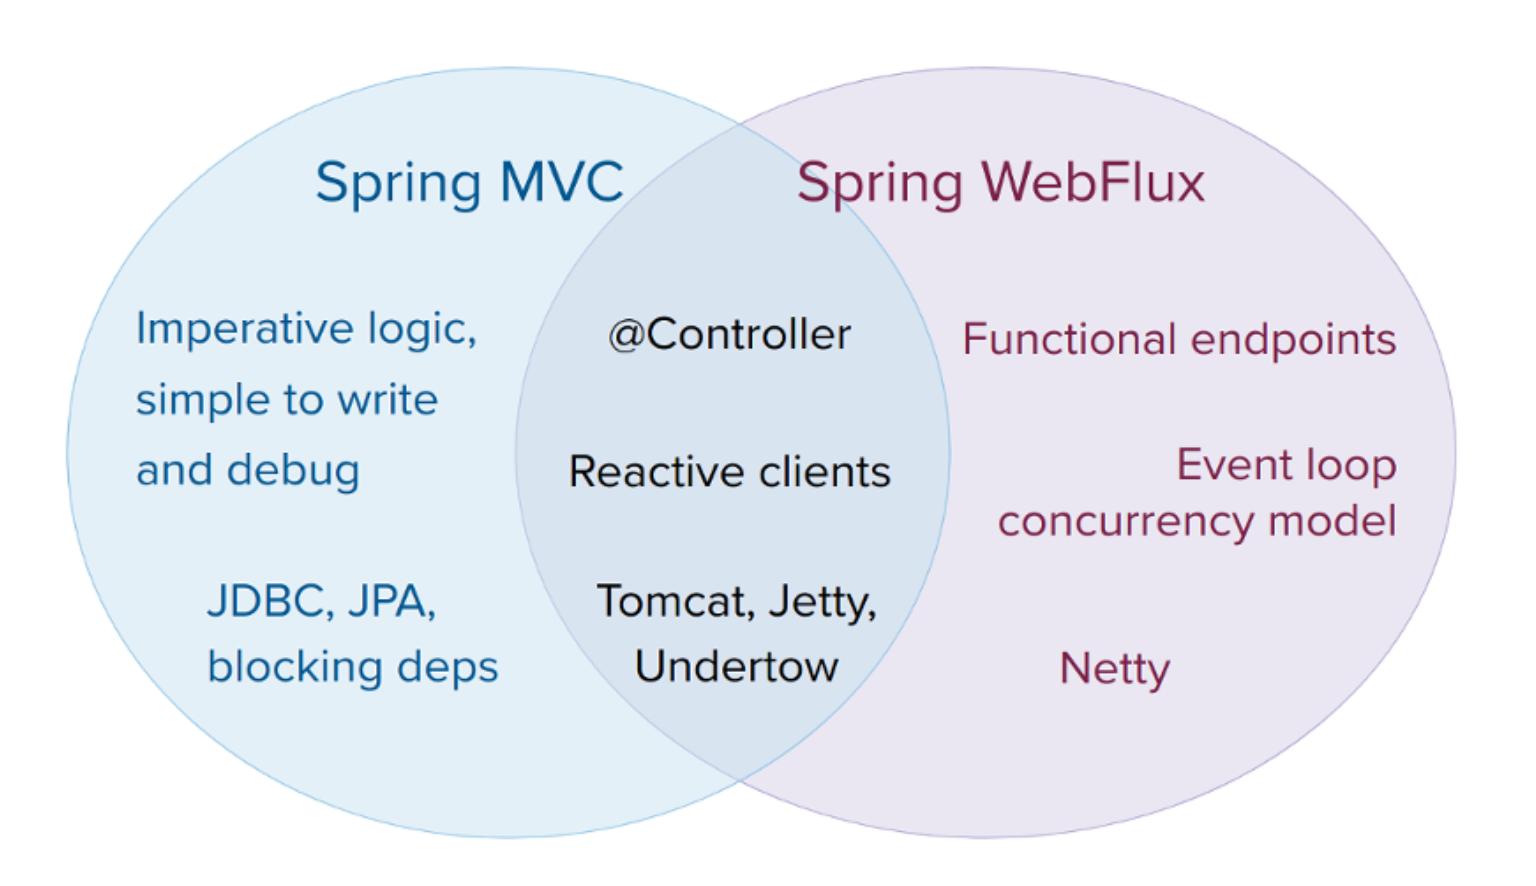 Spring MVC
Spring WebFlux
Imperative logic,
simple to write
and debug
JDBC, JPA,
blocking deps
@Controller
Reactive clients
Tomcat, Jetty,
Undertow
Functional endpoints
Event loop
concurrency model
Netty